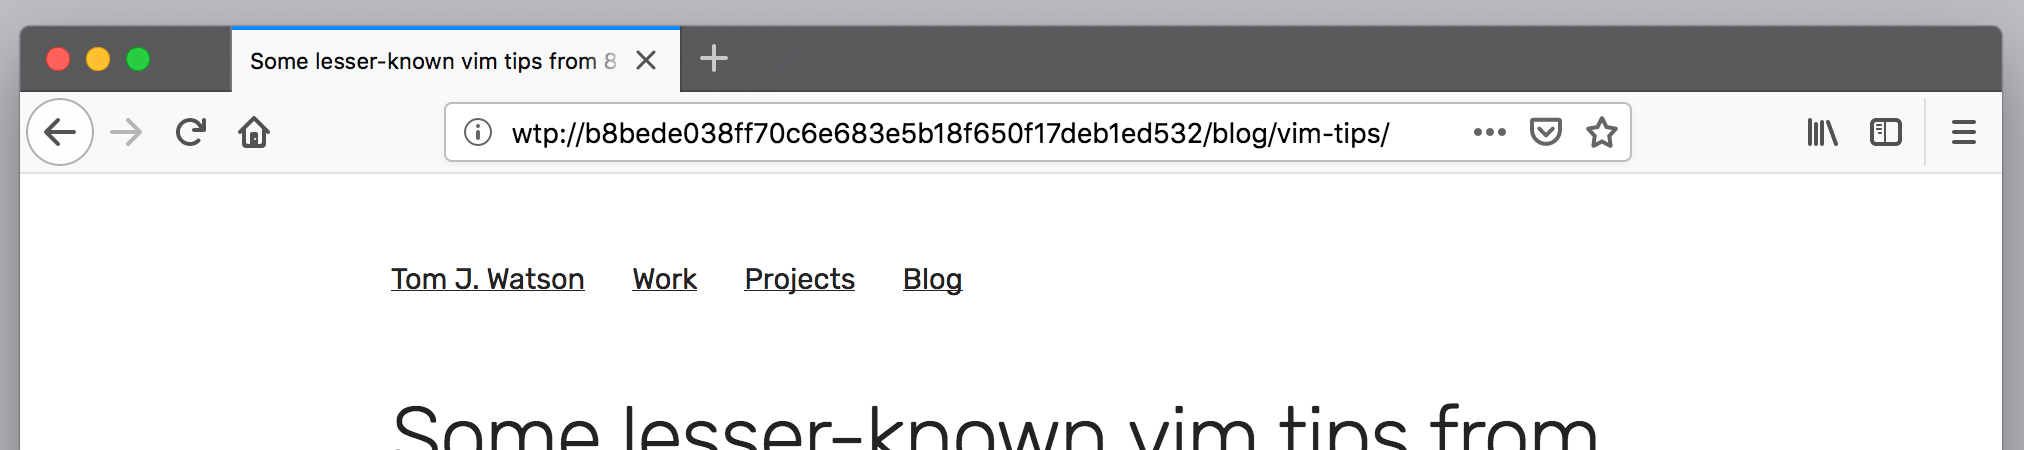 Some lesser-known vim tips from 8
wtp://b8bede038ff70c6e683e5b18f650f17deb1ed532/blog/vim-tips/
Tom J. Watson Work Projects Blog
Some lesser-known vim tips from